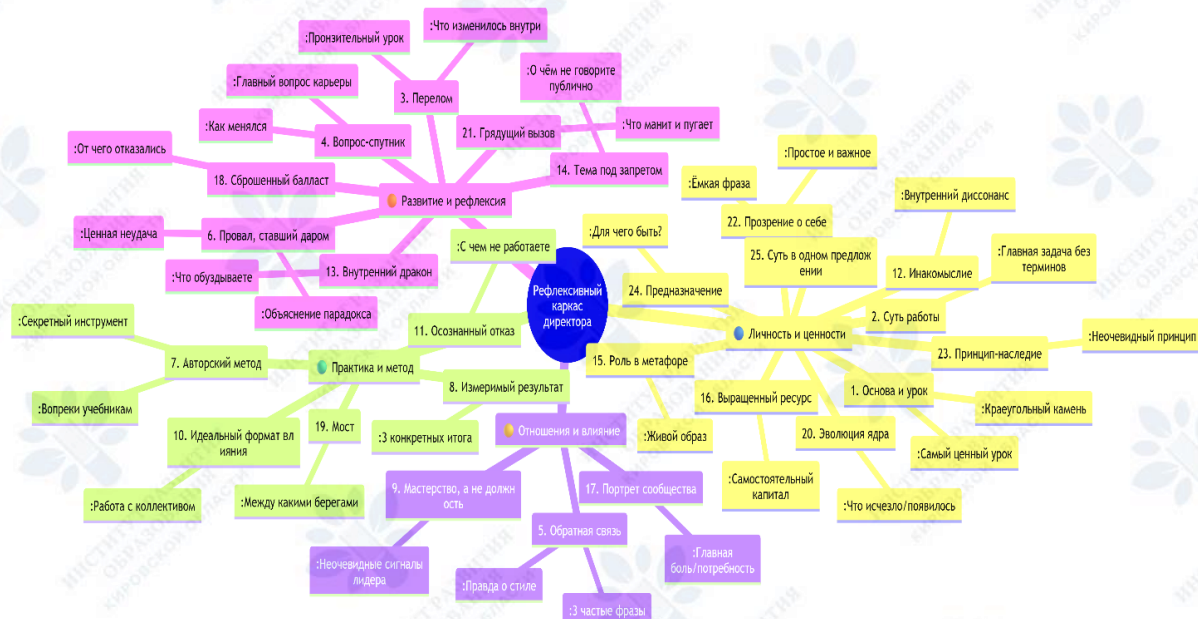 :Что изменилось внутри
:Пронзительный урок
3. Перелом
:Главный вопрос карьеры
:О чём не говорите
публично
:Как менялся
4. Вопрос-спутник
21. Грядущий вызов
:Что манит и пугает
:От чего отказались
18. Сброшенный балласт
14. Тема под запретом
Развитие и рефлексия
:Ценная неудача
6. Провал, ставший даром
:Что обуздываете
13. Внутренний дракон
:Объяснение парадокса
:С чем не работаете
11. Осознанный отказ
:Секретный инструмент
7. Авторский метод
Практика и метод
:Вопреки учебникам
8. Измеримый результат
:3 конкретных итога
10. Идеальный формат вл
ияния
19. Мост
:Работа с коллективом
:Между какими берегами
Рефлексивный
каркас
директора
:Простое и важное
:Ёмкая фраза
22. Прозрение о себе
:Внутренний диссонанс
:Для чего быть?
25. Суть в одном предлож
ении
12. Инакомыслие
:Главная задача без
терминов
24. Предназначение
2. Суть работы
Личность и ценности
:Неочевидный принцип
23. Принцип-наследие
15. Роль в метафоре
1. Основа и урок
16. Выращенный ресурс
:Краеугольный камень
20. Эволюция ядра
:Живой образ
:Самый ценный урок
:Самостоятельный
капитал
:Что исчезло/появилось
Отношения и влияние
9. Мастерство, а не должн
ость
17. Портрет сообщества
5. Обратная связь
:Неочевидные сигналы
лидера
:Правда о стиле
:Главная
боль/потребность
:3 частые фразы
ИНСТИТУТ РАЗВИТИЯ
ОБРАЗОВАНИЯ
КИРОВСКОЙ ОБЛАСТИ